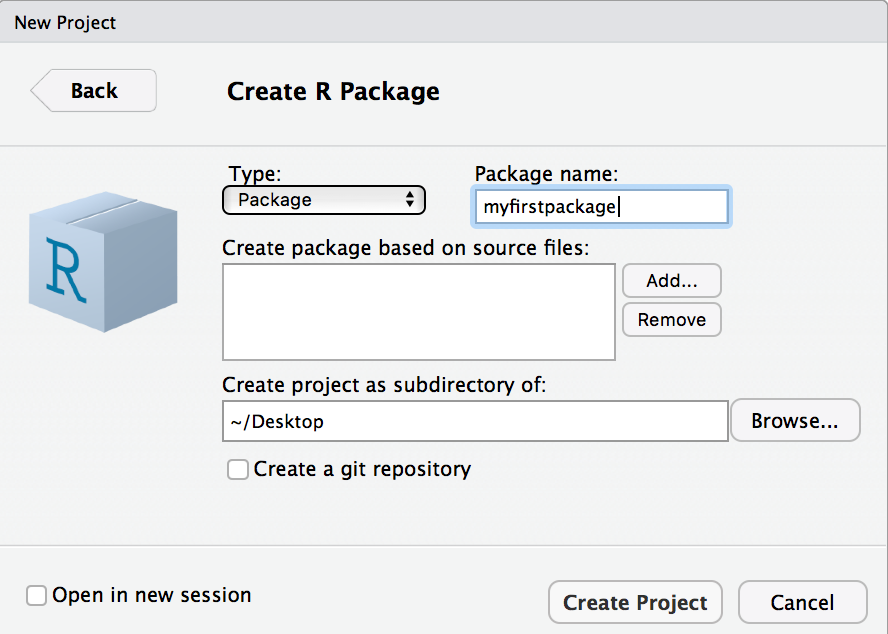 New Project
Back
Create R Package
R
Type:
Package
Package name:
myfirstpackage
Create package based on source files:
Add...
Remove
Create project as subdirectory of:
~/Desktop
Browse...
Create a git repository
Open in new session
Create Project
Cancel